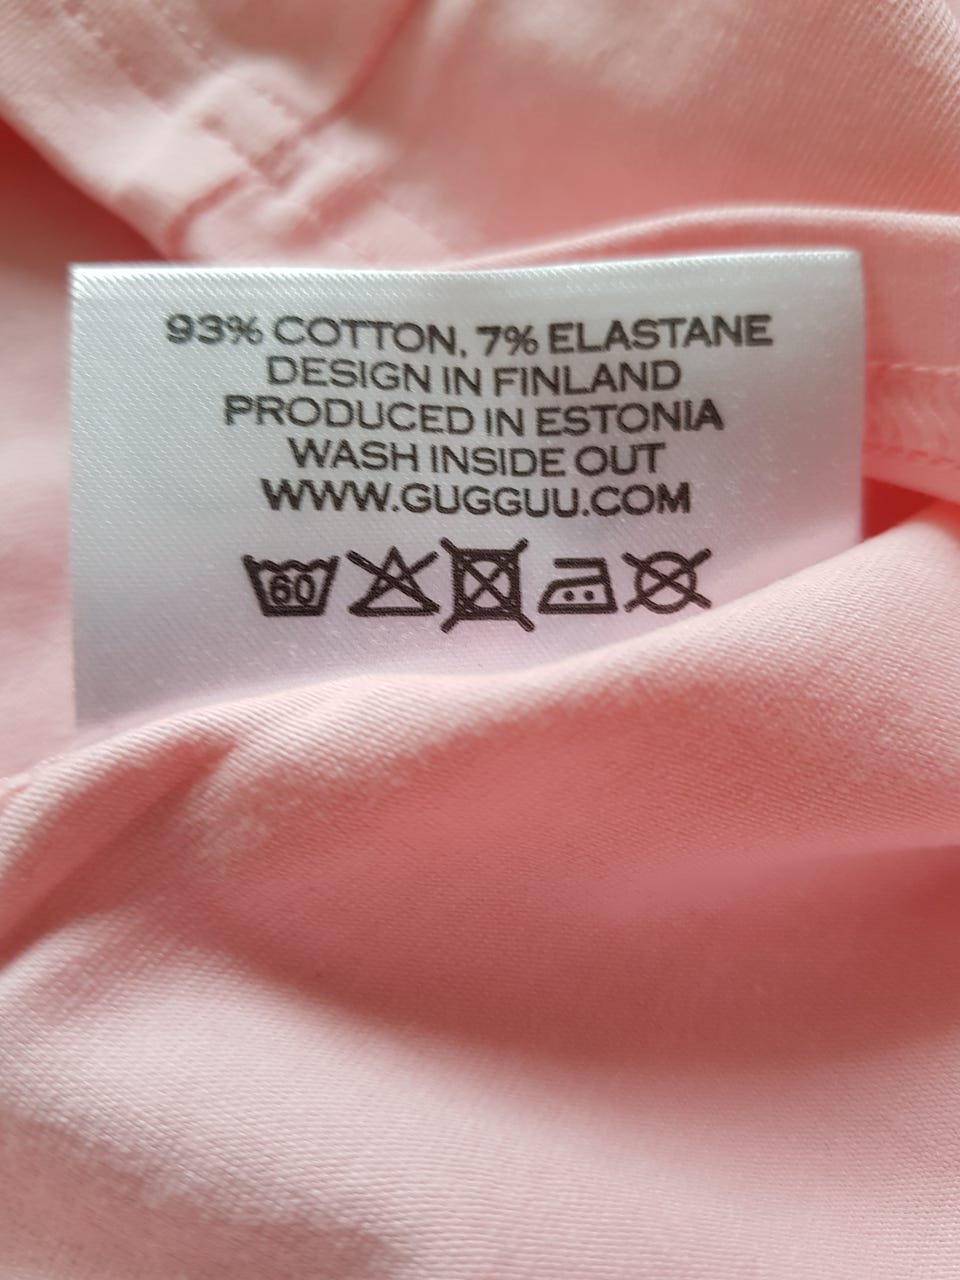 93% COTTON, 7% ELASTANE
DESIGN IN FINLAND
PRODUCED IN ESTONIA
WASH INSIDE OUT
WWW.GUGGUU.COM
60